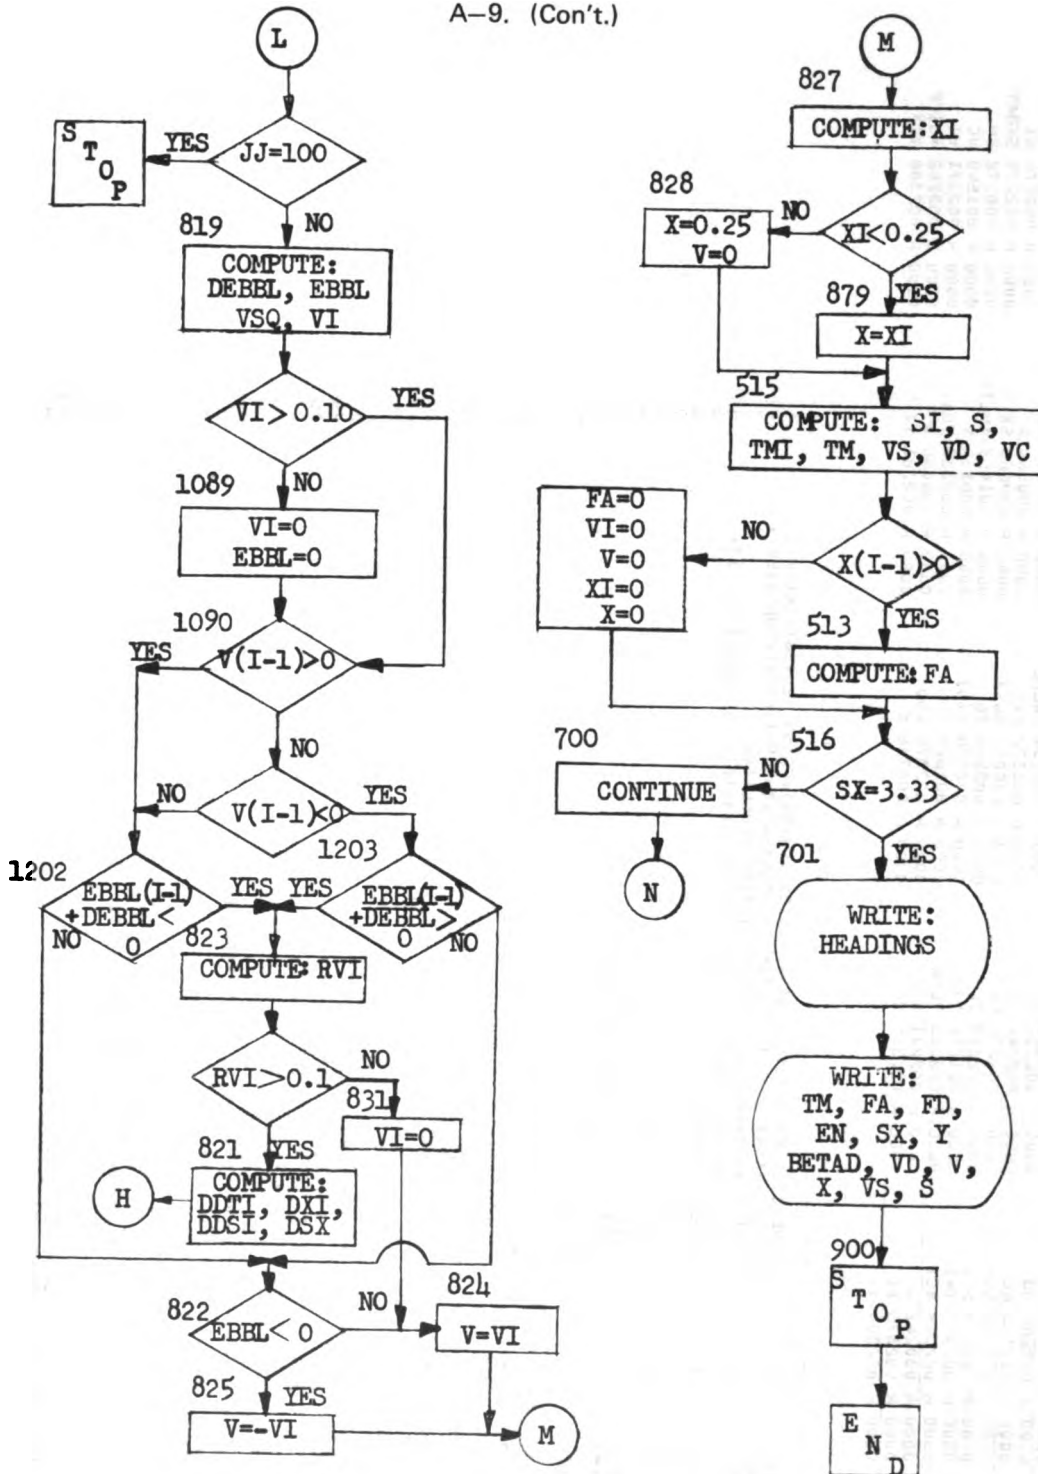 A—9. (Con't.)
L
JJ=100
YES
S
T
O
P
NO
819
COMPUTE:
DEBBL, EBBL
VSQ, VI
VI > 0.10
YES
NO
1089
VI=0
EBBL=0
1090
V(I-1)>0
YES
NO
V(I-1)<0
NO
YES
1202
EBBL(I-1)
+DEBBL<
0
YES
NO
1203
EBBL(I-1)
+DEBBL>
0
YES
NO
823
COMPUTE: RVI
RVI>0.1
NO
831
VI=0
YES
821
COMPUTE:
DDTI, DXI,
DDSI, DSX
H
822
EBBL< 0
NO
824
V=VI
YES
825
V=-VI
M
M
827
COMPUTE: XI
XI<0.25
NO
828
X=0.25
V=0
YES
879
X=XI
515
COMPUTE: SI, S,
TMI, TM, VS, VD, VC
X(I-1)>0
NO
FA=0
VI=0
V=0
XI=0
X=0
YES
513
COMPUTE: FA
516
SX=3.33
NO
700
CONTINUE
N
YES
701
WRITE:
HEADINGS
WRITE:
TM, FA, FD,
EN, SX, Y
BETAD, VD, V,
X, VS, S
900
S
T
O
P
E
N
D